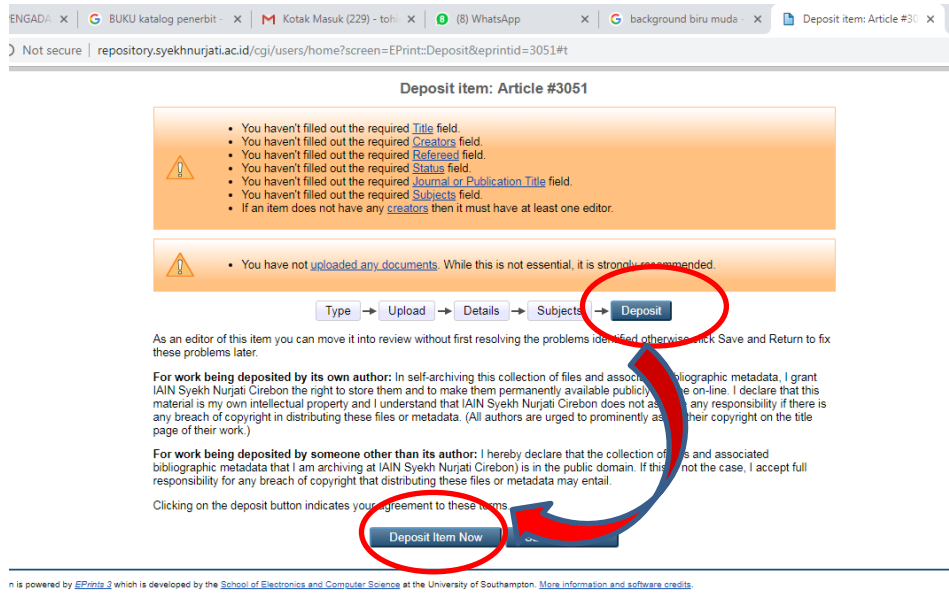 ENGADA
BUKU katalog penerbit -
Kotak Masuk (229) - tohi
(8) WhatsApp
background biru muda -
Deposit item: Article #30
Not secure | repository.syekhnurjati.ac.id/cgi/users/home?screen=EPrint::Deposit&eprintid=3051#t
Deposit item: Article #3051
• You haven't filled out the required Title field.
• You haven't filled out the required Creators field.
• You haven't filled out the required Refereed field.
• You haven't filled out the required Status field.
• You haven't filled out the required Journal or Publication Title field.
• You haven't filled out the required Subjects field.
• If an item does not have any creators then it must have at least one editor.
• You have not uploaded any documents. While this is not essential, it is strongly recommended.
Type → Upload → Details → Subjects → Deposit
As an editor of this item you can move it into review without first resolving the problems identified otherwise click Save and Return to fix
these problems later.
For work being deposited by its own author: In self-archiving this collection of files and associ bliographic metadata, I grant
IAIN Syekh Nurjati Cirebon the right to store them and to make them permanently available publicly e on-line. I declare that this
material is my own intellectual property and I understand that IAIN Syekh Nurjati Cirebon does not as any responsibility if there is
any breach of copyright in distributing these files or metadata. (All authors are urged to prominently as their copyright on the title
page of their work.)
For work being deposited by someone other than its author: I hereby declare that the collection of s and associated
bibliographic metadata that I am archiving at IAIN Syekh Nurjati Cirebon) is in the public domain. If this not the case, I accept full
responsibility for any breach of copyright that distributing these files or metadata may entail.
Clicking on the deposit button indicates your agreement to these terms.
Deposit Item Now
n is powered by EPrints 3 which is developed by the School of Electronics and Computer Science at the University of Southampton. More information and software credits.